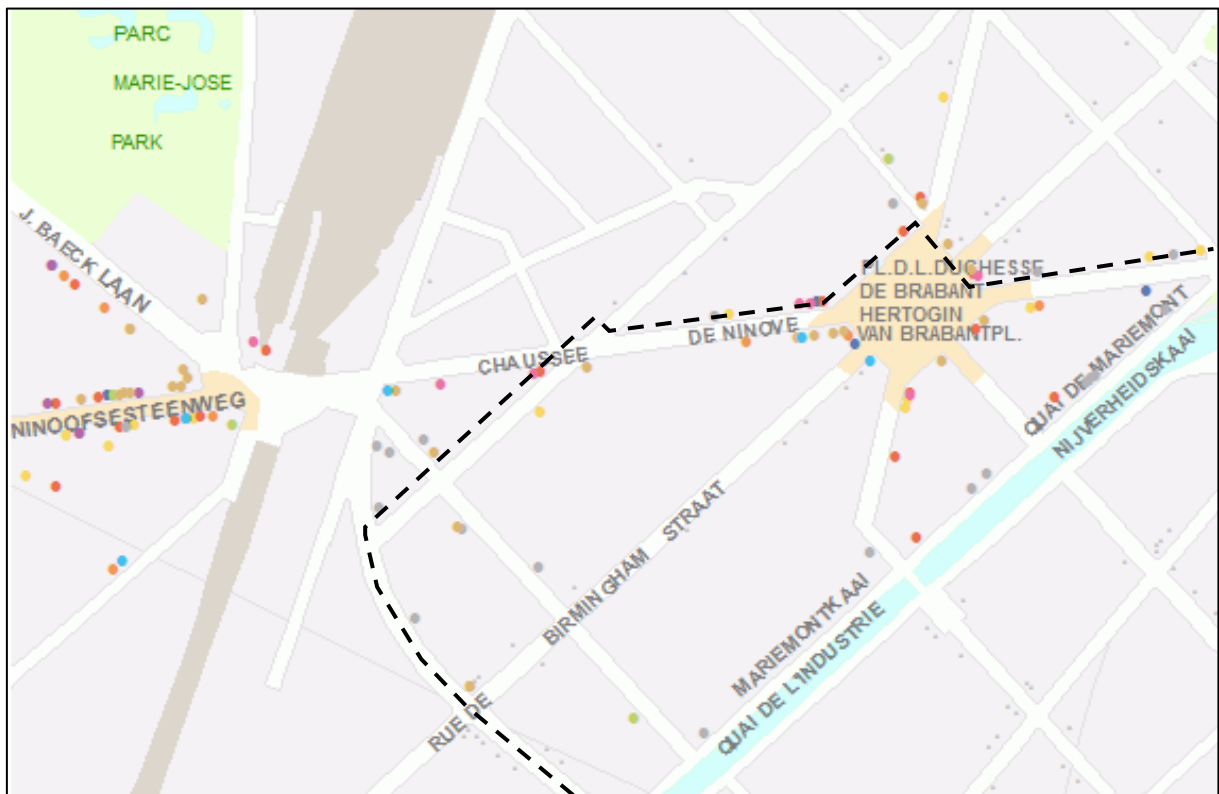 PARC
MARIE-JOSE
PARK
J. BAECK LAAN
NINOOFSESTEENWEG
CHAUSSEE
DE NINOVE
PL.D.L.DUCHESSE
DE BRABANT
HERTOGIN
VAN BRABANTPL.
QUAI DE MARIEMONT
NIJVERHEIDSKAAI
RUE DE
BIRMINGHAM STRAAT
MARIEMONTKAAI
QUAI DE L'INDUSTRIE